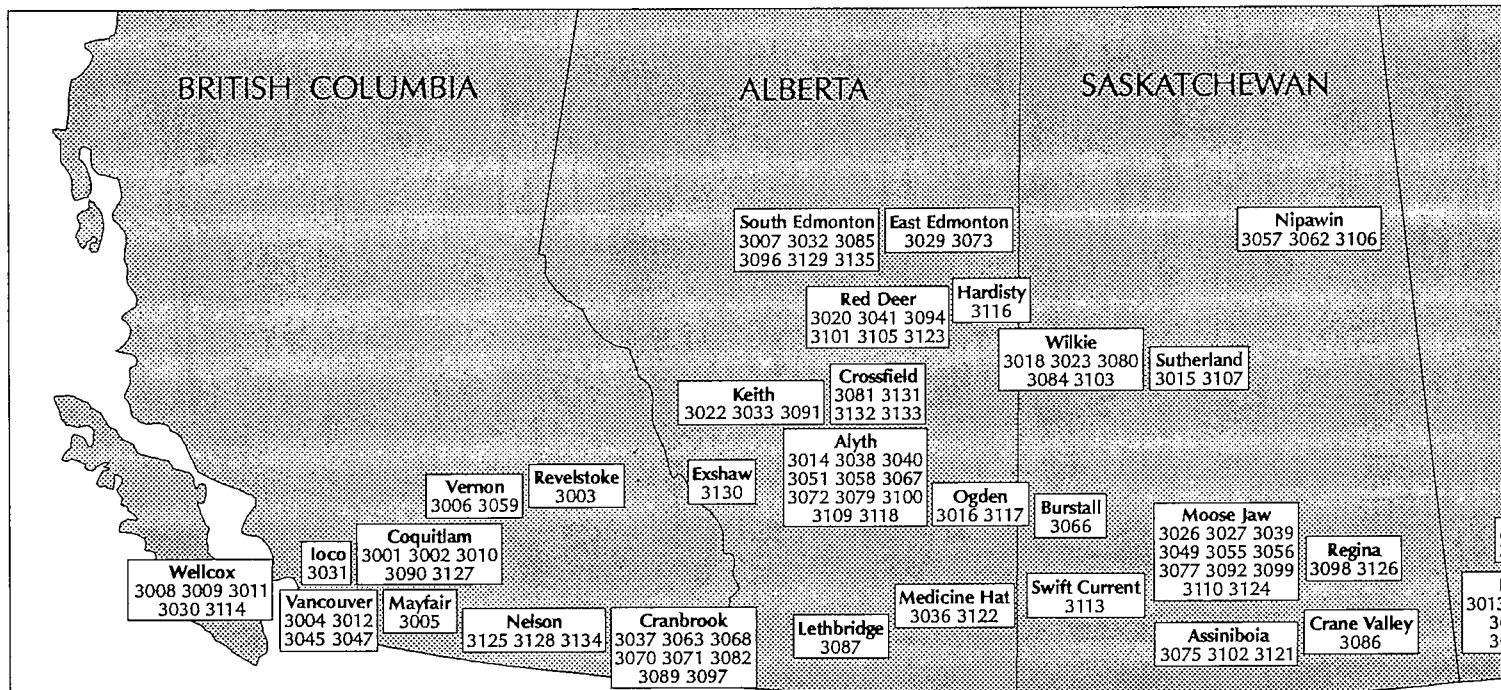 BRITISH COLUMBIA
ALBERTA
SASKATCHEWAN
South Edmonton
3007 3032 3085
3096 3129 3135
East Edmonton
3029 3073
Nipawin
3057 3062 3106
Red Deer
3020 3041 3094
3101 3105 3123
Hardisty
3116
Wilkie
3018 3023 3080
3084 3103
Sutherland
3015 3107
Keith
3022 3033 3091
Crossfield
3081 3131
3132 3133
Alyth
3014 3038 3040
3051 3058 3067
3072 3079 3100
3109 3118
Vernon
3006 3059
Revelstoke
3003
Exshaw
3130
Ogden
3016 3117
Burstall
3066
Moose Jaw
3026 3027 3039
3049 3055 3056
3077 3092 3099
3110 3124
Regina
3098 3126
Ioco
3031
Coquitlam
3001 3002 3010
3090 3127
Wellcox
3008 3009 3011
3030 3114
Vancouver
3004 3012
3045 3047
Mayfair
3005
Nelson
3125 3128 3134
Cranbrook
3037 3063 3068
3070 3071 3082
3089 3097
Lethbridge
3087
Medicine Hat
3036 3122
Swift Current
3113
Assiniboia
3075 3102 3121
Crane Valley
3086
3013